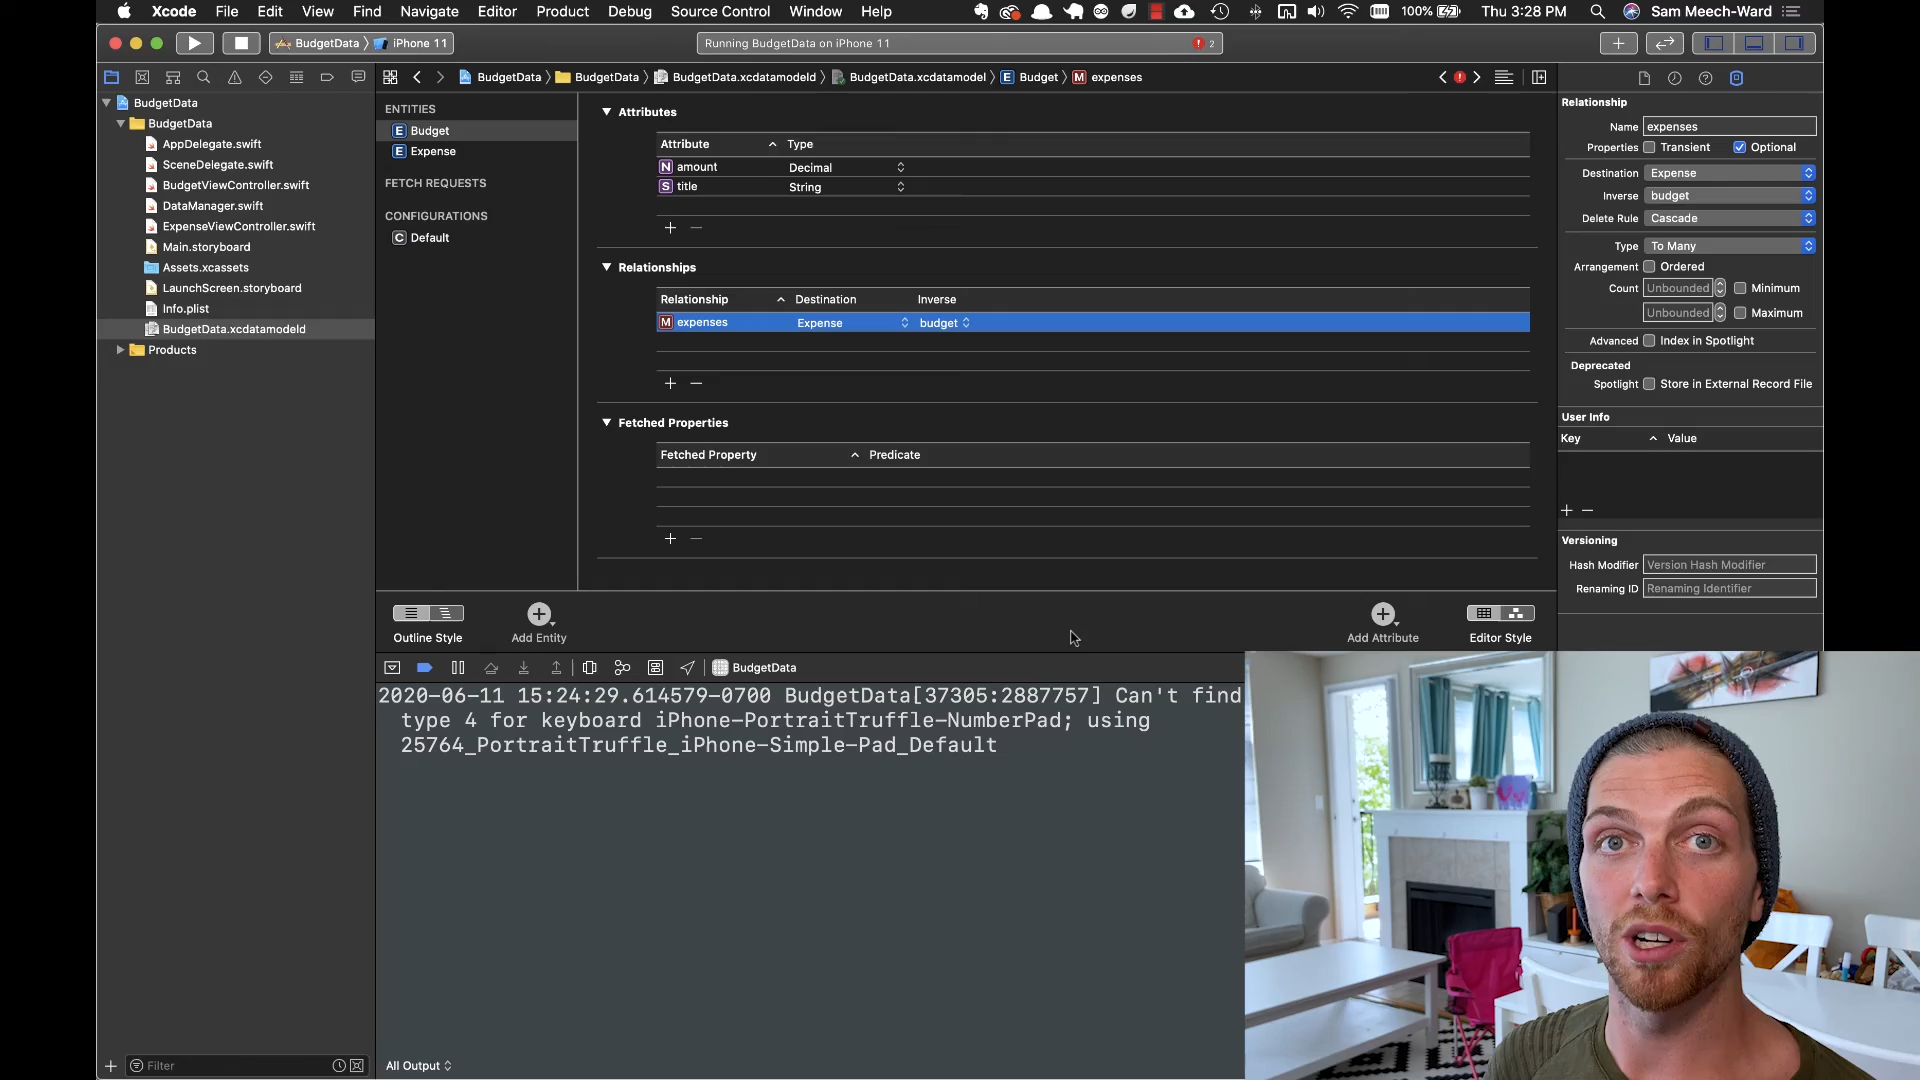 Xcode File Edit View Find Navigate Editor Product Debug Source Control Window Help 100% Thu 3:28 PM Sam Meech-Ward
BudgetData iPhone 11 Running BudgetData on iPhone 11 2
BudgetData BudgetData BudgetData.xcdatamodeld BudgetData.xcdatamodel E Budget M expenses
BudgetData
BudgetData
AppDelegate.swift
SceneDelegate.swift
BudgetViewController.swift
DataManager.swift
ExpenseViewController.swift
Main.storyboard
Assets.xcassets
LaunchScreen.storyboard
Info.plist
BudgetData.xcdatamodeld
Products
Filter
ENTITIES
E Budget
E Expense
FETCH REQUESTS
CONFIGURATIONS
C Default
Attributes
Attribute Type
N amount Decimal
S title String
Relationships
Relationship Destination Inverse
M expenses Expense budget
Fetched Properties
Fetched Property Predicate
Outline Style Add Entity Add Attribute Editor Style
Relationship
Name expenses
Properties Transient Optional
Destination Expense
Inverse budget
Delete Rule Cascade
Type To Many
Arrangement Ordered
Count Unbounded Minimum
Unbounded Maximum
Advanced Index in Spotlight
Deprecated
Spotlight Store in External Record File
User Info
Key Value
Versioning
Hash Modifier Version Hash Modifier
Renaming ID Renaming Identifier
BudgetData
2020-06-11 15:24:29.614579-0700 BudgetData[37305:2887757] Can't find
type 4 for keyboard iPhone-PortraitTruffle-NumberPad; using
25764_PortraitTruffle_iPhone-Simple-Pad_Default
All Output